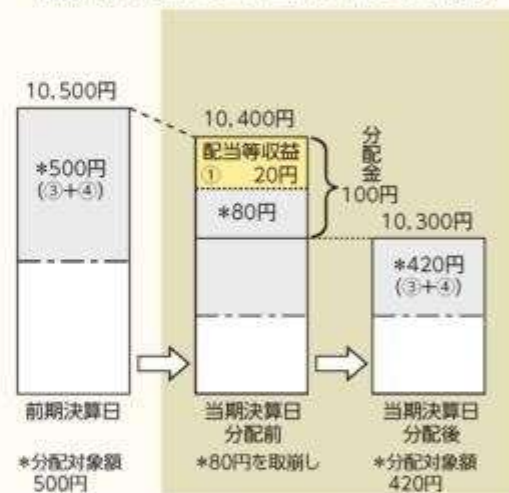 10,500円
*500円
(③+④)
前期決算日
*分配対象額
500円
10,400円
配当等収益
① 20円
*80円
分配金
100円
当期決算日
分配前
*80円を取崩し
10,300円
*420円
(③+④)
当期決算日
分配後
*分配対象額
420円